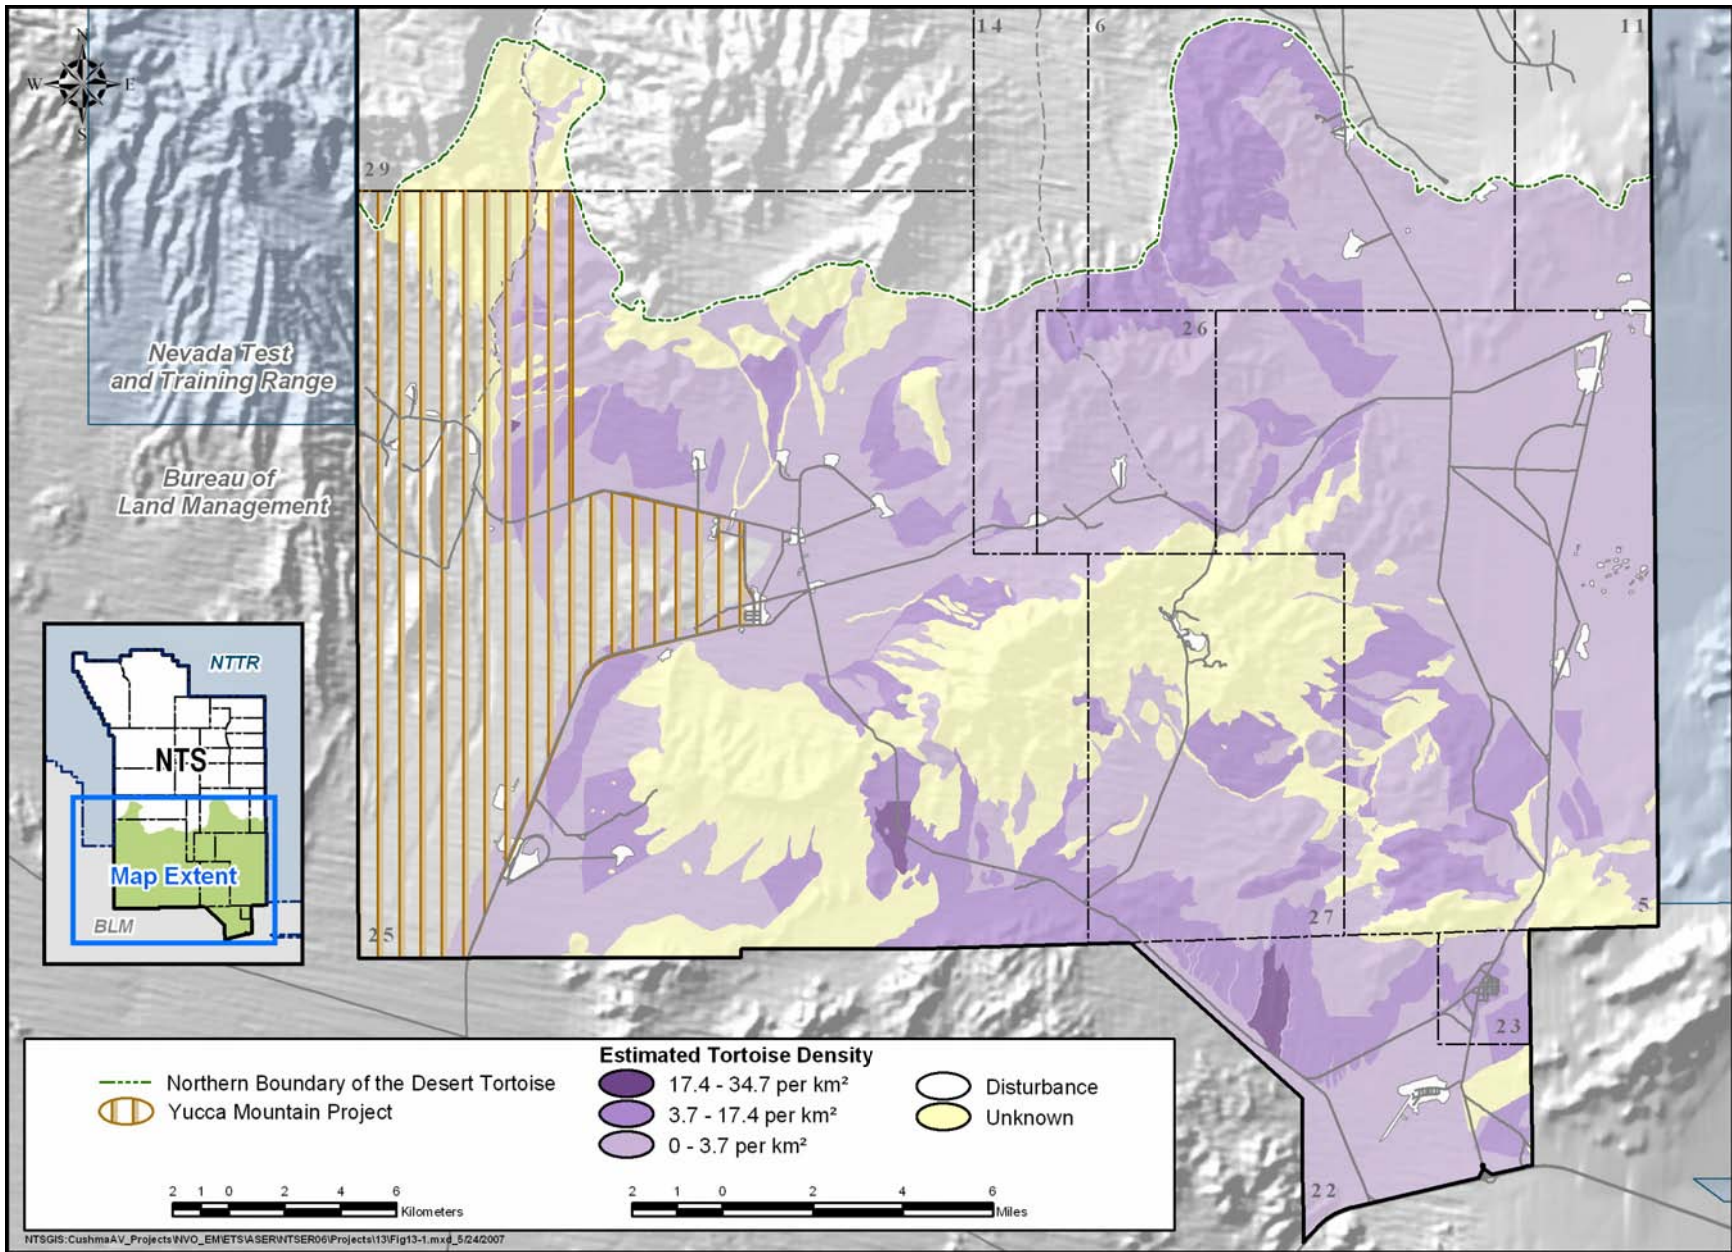 N
W
E
S
14
6
11
29
26
Nevada Test
and Training Range
Bureau of
Land Management
NTTR
NTS
Map Extent
BLM
25
27
5
23
22
Northern Boundary of the Desert Tortoise
Yucca Mountain Project
Estimated Tortoise Density
17.4 - 34.7 per km²
3.7 - 17.4 per km²
0 - 3.7 per km²
Disturbance
Unknown
2 1 0 2 4 6
Kilometers
2 1 0 2 4 6
Miles
NTSGIS:CushmaAV_Projects\NVO_EM\ETS\ASER\NTSER06\Projects\13\Fig13-1.mxd_5/24/2007